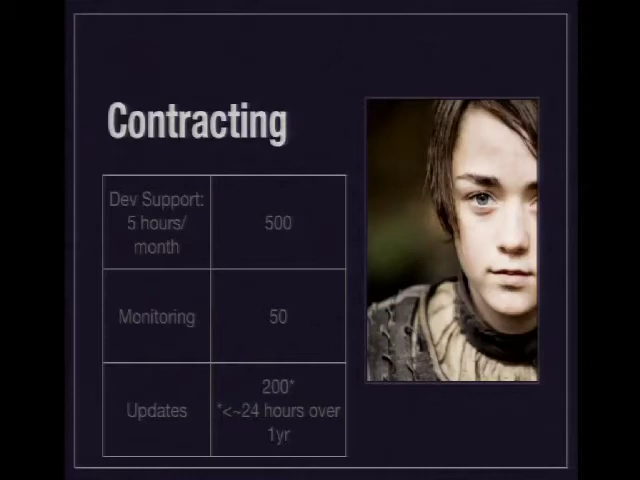 Contracting
Dev Support:
5 hours/
month
500
Monitoring
50
Updates
200*
*<~24 hours over
1yr